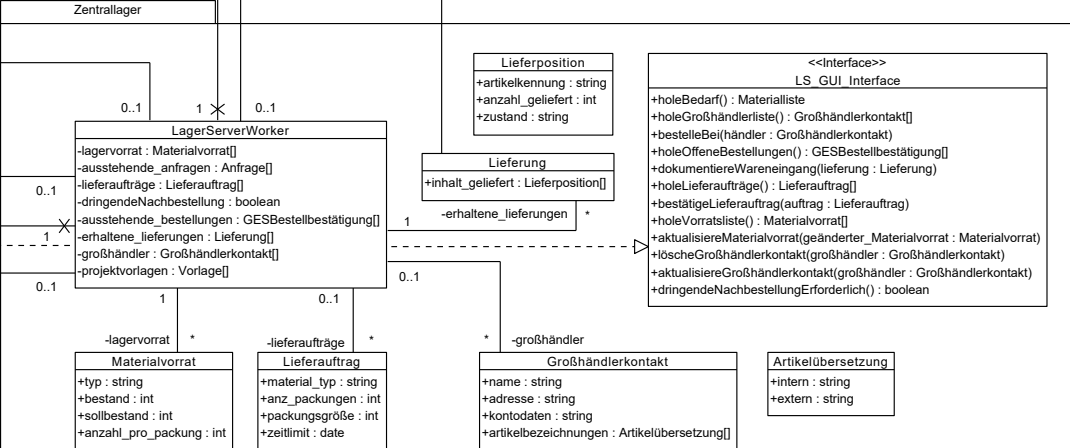 Zentrallager
0..1
1
0..1
LagerServerWorker
-lagervorrat : Materialvorrat[]
-ausstehende_anfragen : Anfrage[]
-lieferaufträge : Lieferauftrag[]
-dringendeNachbestellung : boolean
-ausstehende_bestellungen : GESBestellbestätigung[]
-erhaltene_lieferungen : Lieferung[]
-großhändler : Großhändlerkontakt[]
-projektvorlagen : Vorlage[]
0..1
1
0..1
Lieferposition
+artikelkennung : string
+anzahl_geliefert : int
+zustand : string
Lieferung
+inhalt_geliefert : Lieferposition[]
-erhaltene_lieferungen
*
1
<<Interface>>
LS_GUI_Interface
+holeBedarf() : Materialliste
+holeGroßhändlerliste() : Großhändlerkontakt[]
+bestelleBei(händler : Großhändlerkontakt)
+holeOffeneBestellungen() : GESBestellbestätigung[]
+dokumentiereWareneingang(lieferung : Lieferung)
+holeLieferaufträge() : Lieferauftrag[]
+bestätigeLieferauftrag(auftrag : Lieferauftrag)
+holeVorratsliste() : Materialvorrat[]
+aktualisiereMaterialvorrat(geänderter_Materialvorrat : Materialvorrat)
+löscheGroßhändlerkontakt(großhändler : Großhändlerkontakt)
+aktualisiereGroßhändlerkontakt(großhändler : Großhändlerkontakt)
+dringendeNachbestellungErforderlich() : boolean
1
0..1
0..1
-lagervorrat
*
-lieferaufträge
*
*
-großhändler
Materialvorrat
+typ : string
+bestand : int
+sollbestand : int
+anzahl_pro_packung : int
Lieferauftrag
+material_typ : string
+anz_packungen : int
+packungsgröße : int
+zeitlimit : date
Großhändlerkontakt
+name : string
+adresse : string
+kontodaten : string
+artikelbezeichnungen : Artikelübersetzung[]
Artikelübersetzung
+intern : string
+extern : string